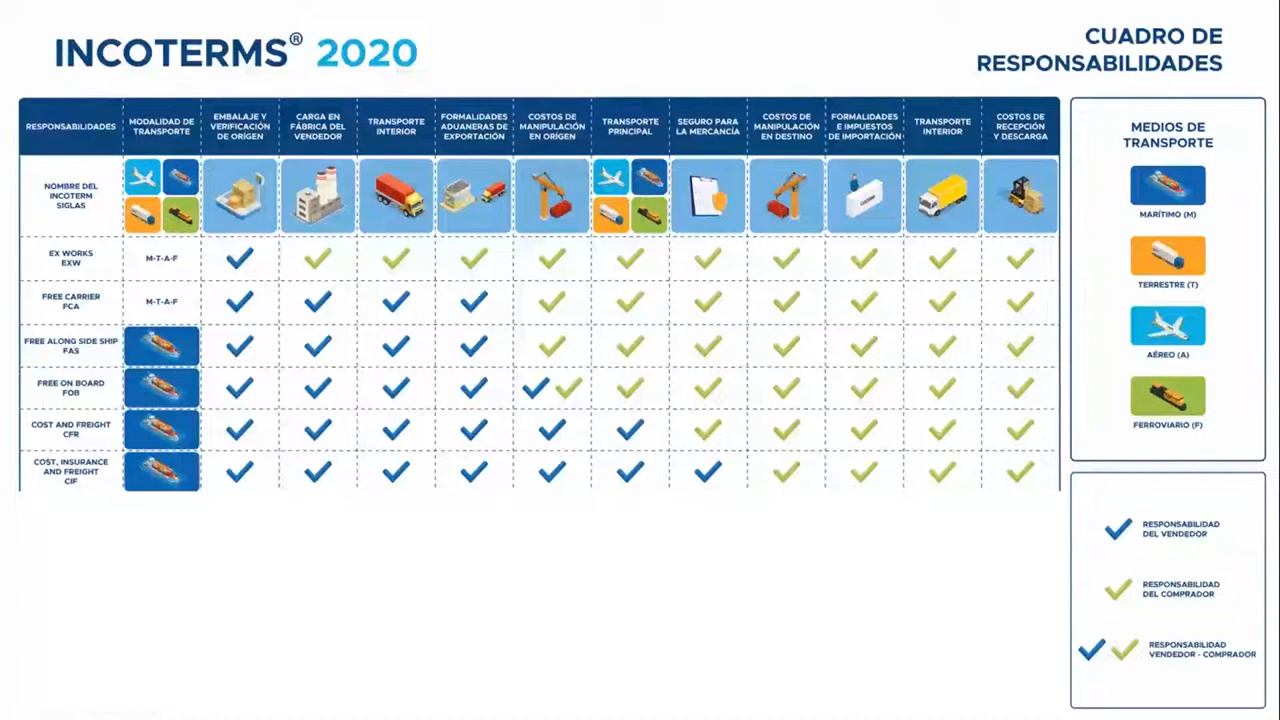 INCOTERMS® 2020
CUADRO DE
RESPONSABILIDADES
RESPONSABILIDADES
MODALIDAD DE
TRANSPORTE
EMBALAJE Y
VERIFICACIÓN
DE ORÍGEN
CARGA EN
FÁBRICA DEL
VENDEDOR
TRANSPORTE
INTERIOR
FORMALIDADES
ADUANERAS DE
EXPORTACIÓN
COSTOS DE
MANIPULACIÓN
EN ORÍGEN
TRANSPORTE
PRINCIPAL
SEGURO PARA
LA MERCANCÍA
COSTOS DE
MANIPULACIÓN
EN DESTINO
FORMALIDADES
E IMPUESTOS
DE IMPORTACIÓN
TRANSPORTE
INTERIOR
COSTOS DE
RECEPCIÓN
Y DESCARGA
NOMBRE DEL
INCOTERM
SIGLAS
EX WORKS
EXW
M-T-A-F
FREE CARRIER
FCA
M-T-A-F
FREE ALONG SIDE SHIP
FAS
FREE ON BOARD
FOB
COST AND FREIGHT
CFR
COST, INSURANCE
AND FREIGHT
CIF
MEDIOS DE
TRANSPORTE
MARÍTIMO (M)
TERRESTRE (T)
AÉREO (A)
FERROVIARIO (F)
RESPONSABILIDAD
DEL VENDEDOR
RESPONSABILIDAD
DEL COMPRADOR
RESPONSABILIDAD
VENDEDOR - COMPRADOR